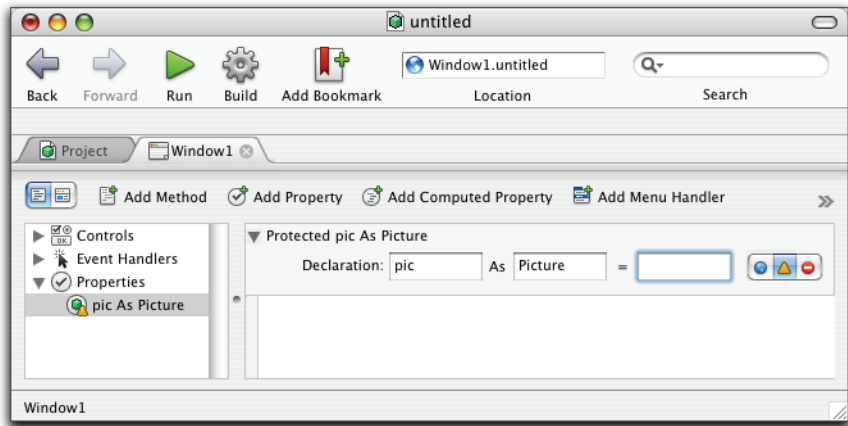 untitled
Back Forward Run Build Add Bookmark Window1.untitled Location Search
Project Window1
Add Method Add Property Add Computed Property Add Menu Handler
Controls
Event Handlers
Properties
pic As Picture
Protected pic As Picture
Declaration: pic As Picture =
Window1